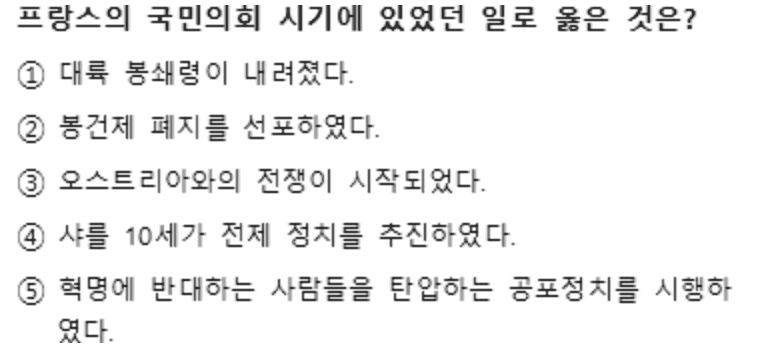 프랑스의 국민의회 시기에 있었던 일로 옳은 것은?
① 대륙 봉쇄령이 내려졌다.
② 봉건제 폐지를 선포하였다.
③ 오스트리아와의 전쟁이 시작되었다.
④ 샤를 10세가 전제 정치를 추진하였다.
⑤ 혁명에 반대하는 사람들을 탄압하는 공포정치를 시행하
였다.